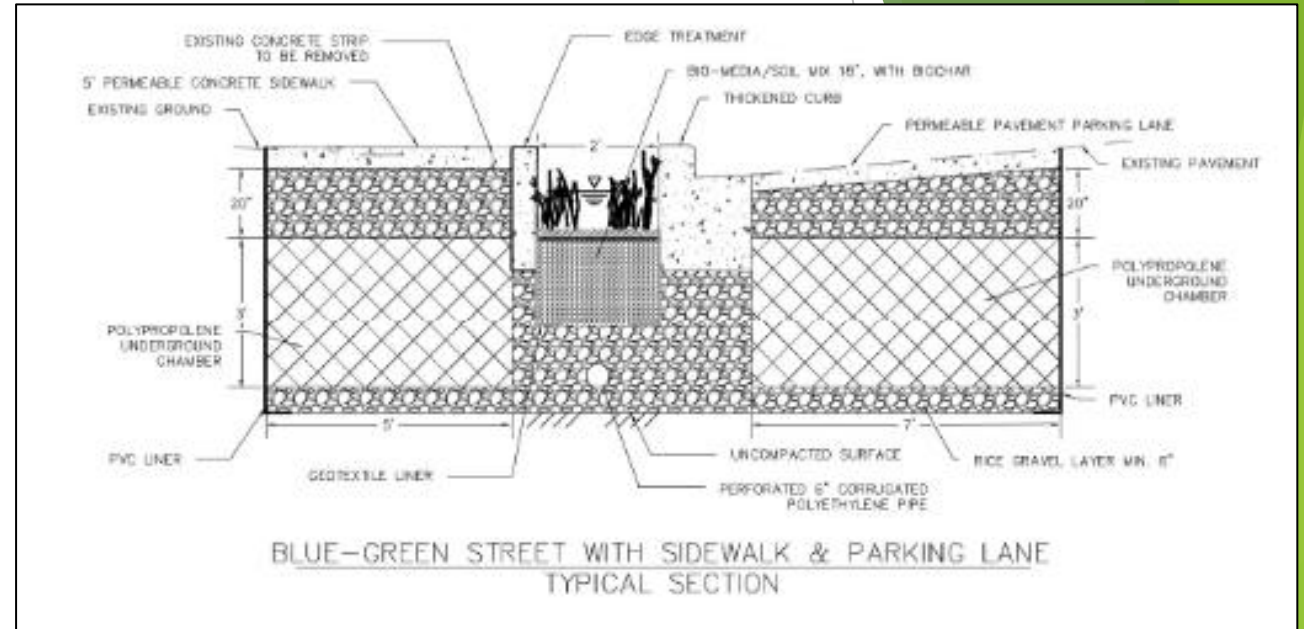 EXISTING CONCRETE STRIP
TO BE REMOVED
EDGE TREATMENT
5' PERMEABLE CONCRETE SIDEWALK
BIO-MEDIA/SOIL MIX 18", WITH BIOCHAR
EXISTING GROUND
THICKENED CURB
PERMEABLE PAVEMENT PARKING LANE
EXISTING PAVEMENT
2'
20"
20"
POLYPROPOLENE
UNDERGROUND
CHAMBER
3'
3'
POLYPROPOLENE
UNDERGROUND
CHAMBER
PVC LINER
5'
7'
PVC LINER
UNCOMPACTED SURFACE
RICE GRAVEL LAYER MIN. 6"
GEOTEXTILE LINER
PERFORATED 6" CORRUGATED
POLYETHYLENE PIPE
BLUE-GREEN STREET WITH SIDEWALK & PARKING LANE
TYPICAL SECTION